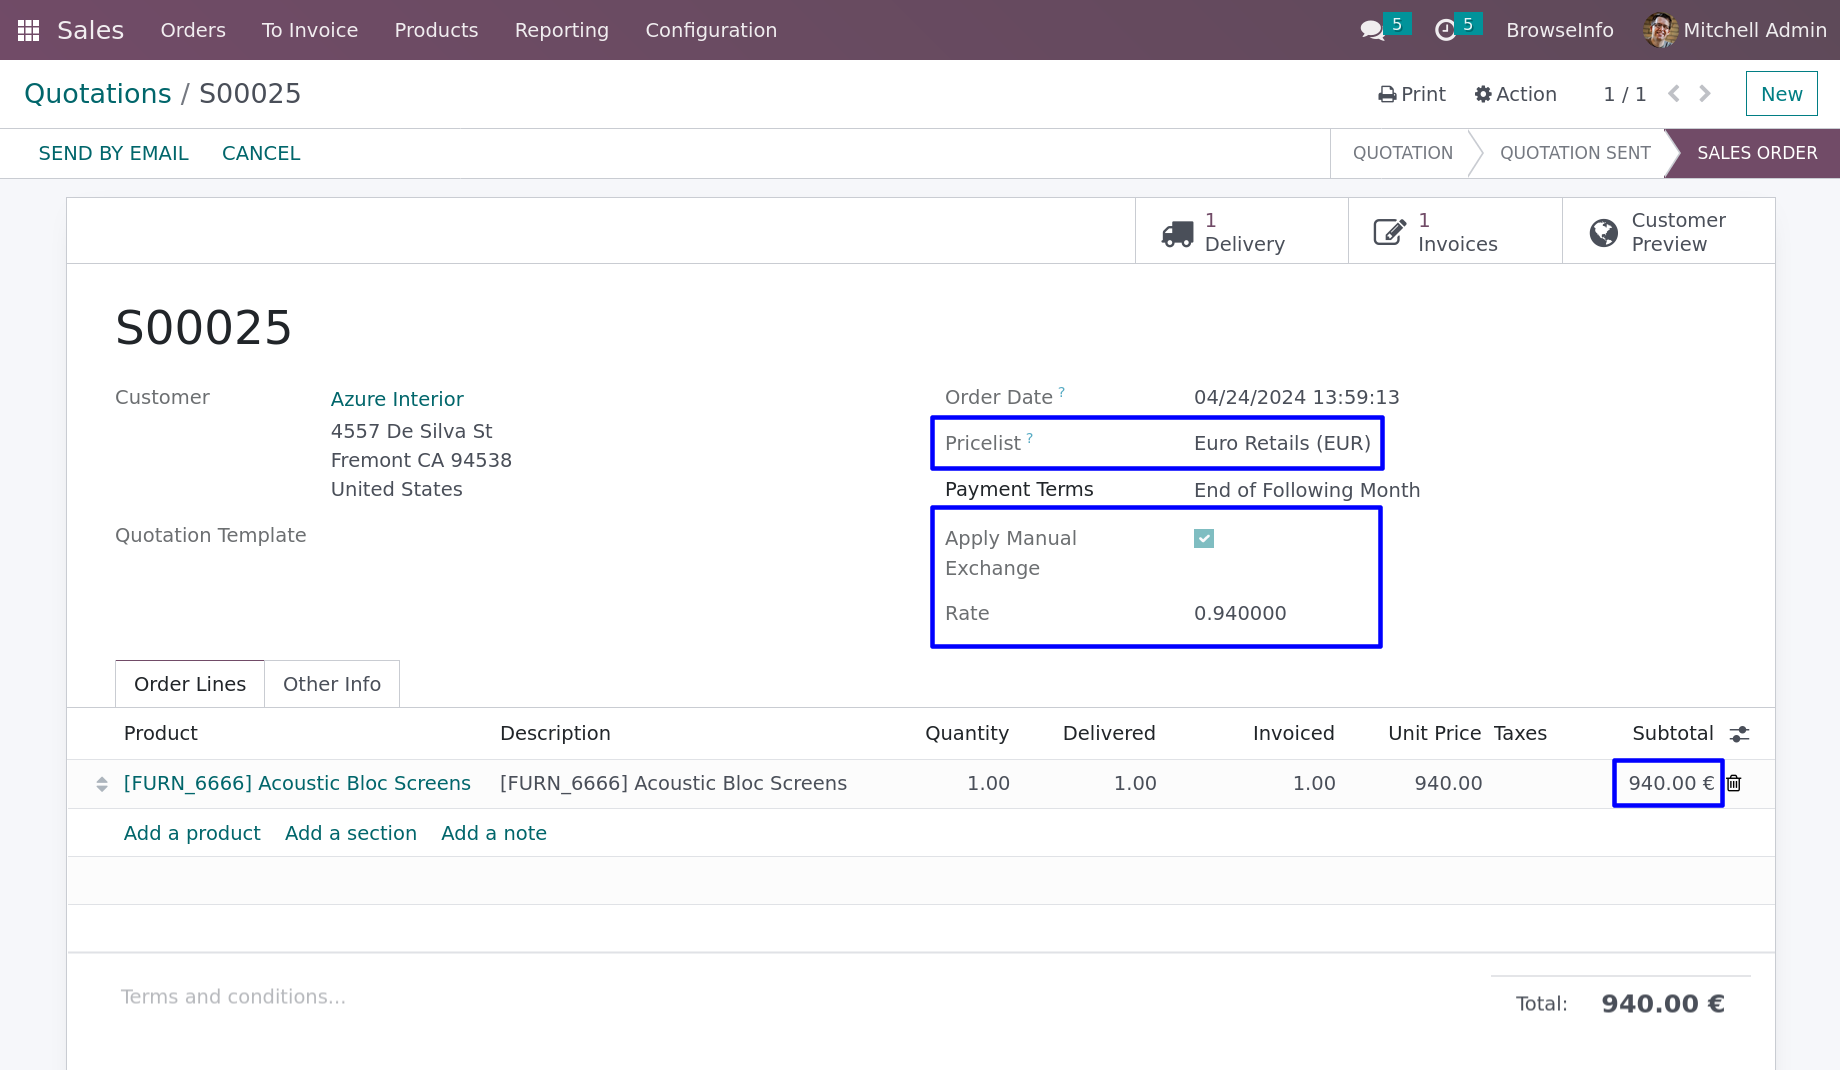 Sales Orders To Invoice Products Reporting Configuration 5 5 BrowseInfo Mitchell Admin
Quotations / S00025 Print Action 1 / 1 New
SEND BY EMAIL CANCEL QUOTATION QUOTATION SENT SALES ORDER
1 Delivery
1 Invoices
Customer Preview
S00025
Customer Azure Interior
4557 De Silva St
Fremont CA 94538
United States
Quotation Template
Order Date ? 04/24/2024 13:59:13
Pricelist ? Euro Retails (EUR)
Payment Terms End of Following Month
Apply Manual
Exchange
Rate 0.940000
Order Lines Other Info
Product Description Quantity Delivered Invoiced Unit Price Taxes Subtotal
[FURN_6666] Acoustic Bloc Screens [FURN_6666] Acoustic Bloc Screens 1.00 1.00 1.00 940.00 940.00 €
Add a product Add a section Add a note
Terms and conditions...
Total: 940.00 €